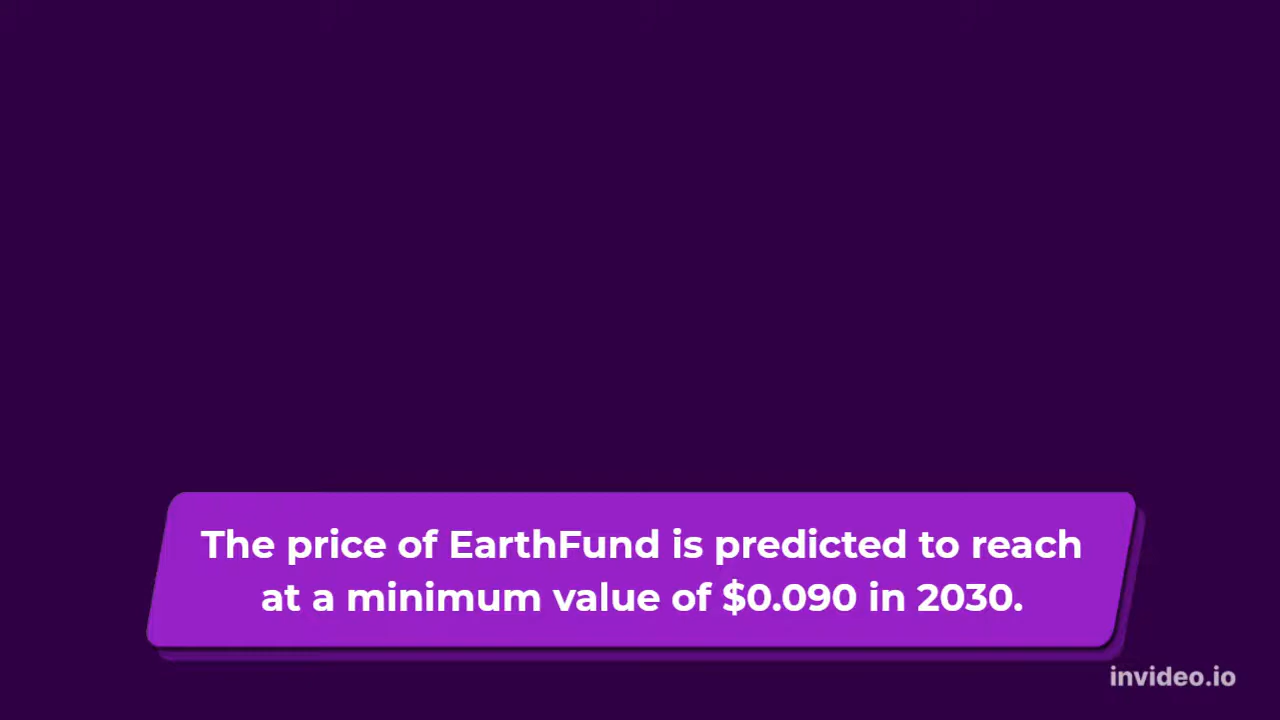 The price of EarthFund is predicted to reach
at a minimum value of $0.090 in 2030.
invideo.io